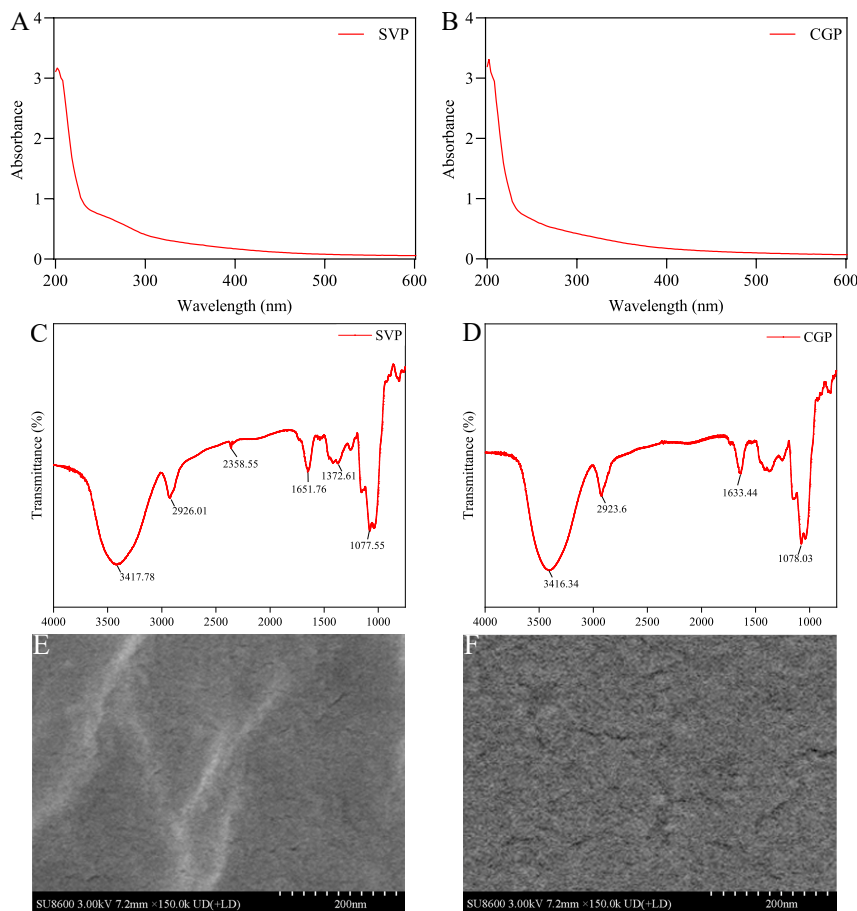 A
SVP
4
3
2
1
0
Absorbance
200 300 400 500 600
Wavelength (nm)
B
CGP
4
3
2
1
0
Absorbance
200 300 400 500 600
Wavelength (nm)
C
SVP
Transmittance (%)
2358.55
1372.61
1651.76
2926.01
1077.55
3417.78
4000 3500 3000 2500 2000 1500 1000
D
CGP
Transmittance (%)
1633.44
2923.6
1078.03
3416.34
4000 3500 3000 2500 2000 1500 1000
E
SU8600 3.00kV 7.2mm ×150.0k UD(+LD) 200nm
F
SU8600 3.00kV 7.2mm ×150.0k UD(+LD) 200nm